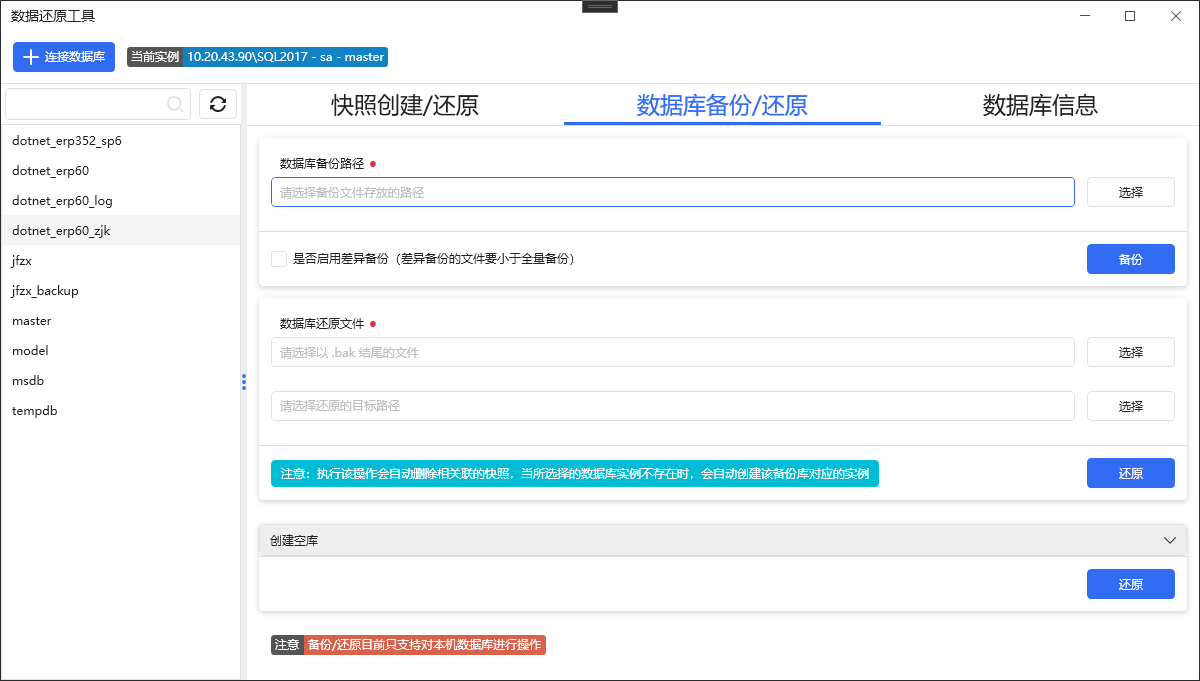 数据还原工具
连接数据库
当前实例 10.20.43.90\SQL2017 - sa - master
快照创建/还原
数据库备份/还原
数据库信息
dotnet_erp352_sp6
dotnet_erp60
dotnet_erp60_log
dotnet_erp60_zjk
jfzx
jfzx_backup
master
model
msdb
tempdb
数据库备份路径
请选择备份文件存放的路径
选择
是否启用差异备份（差异备份的文件要小于全量备份）
备份
数据库还原文件
请选择以 .bak 结尾的文件
选择
请选择还原的目标路径
选择
注意：执行该操作会自动删除相关联的快照，当所选择的数据库实例不存在时，会自动创建该备份库对应的实例
还原
创建空库
还原
注意 备份/还原目前只支持对本机数据库进行操作